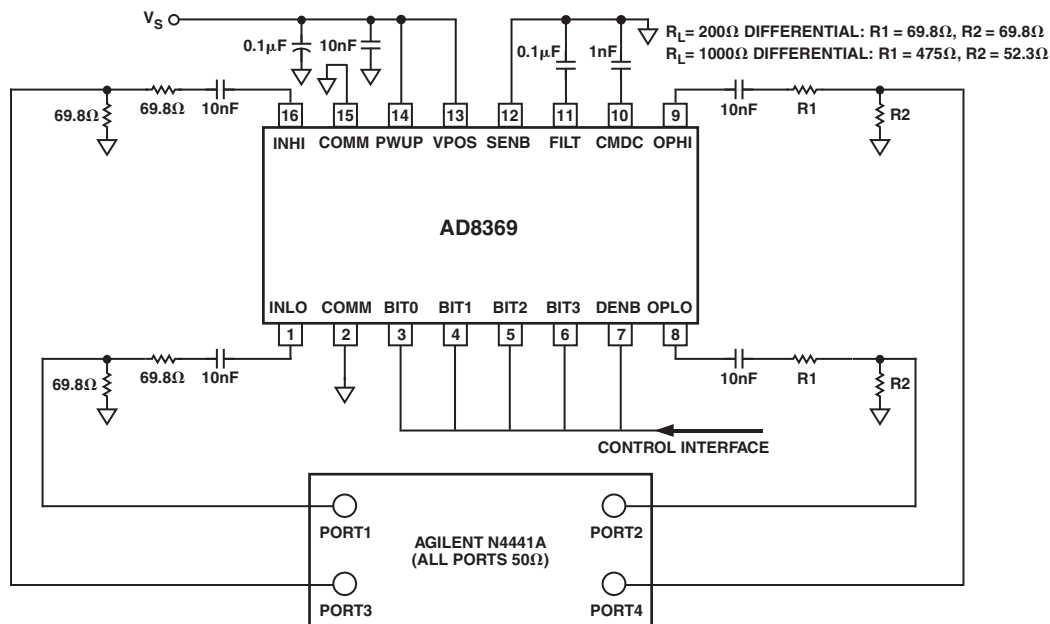 VS
0.1µF
10nF
0.1µF
1nF
RL= 200Ω DIFFERENTIAL: R1 = 69.8Ω, R2 = 69.8Ω
RL= 1000Ω DIFFERENTIAL: R1 = 475Ω, R2 = 52.3Ω
69.8Ω
69.8Ω
10nF
10nF
R1
R2
16
15
14
13
12
11
10
9
INHI
COMM
PWUP
VPOS
SENB
FILT
CMDC
OPHI
AD8369
INLO
COMM
BIT0
BIT1
BIT2
BIT3
DENB
OPLO
1
2
3
4
5
6
7
8
69.8Ω
69.8Ω
10nF
10nF
R1
R2
CONTROL INTERFACE
PORT1
PORT2
AGILENT N4441A
(ALL PORTS 50Ω)
PORT3
PORT4